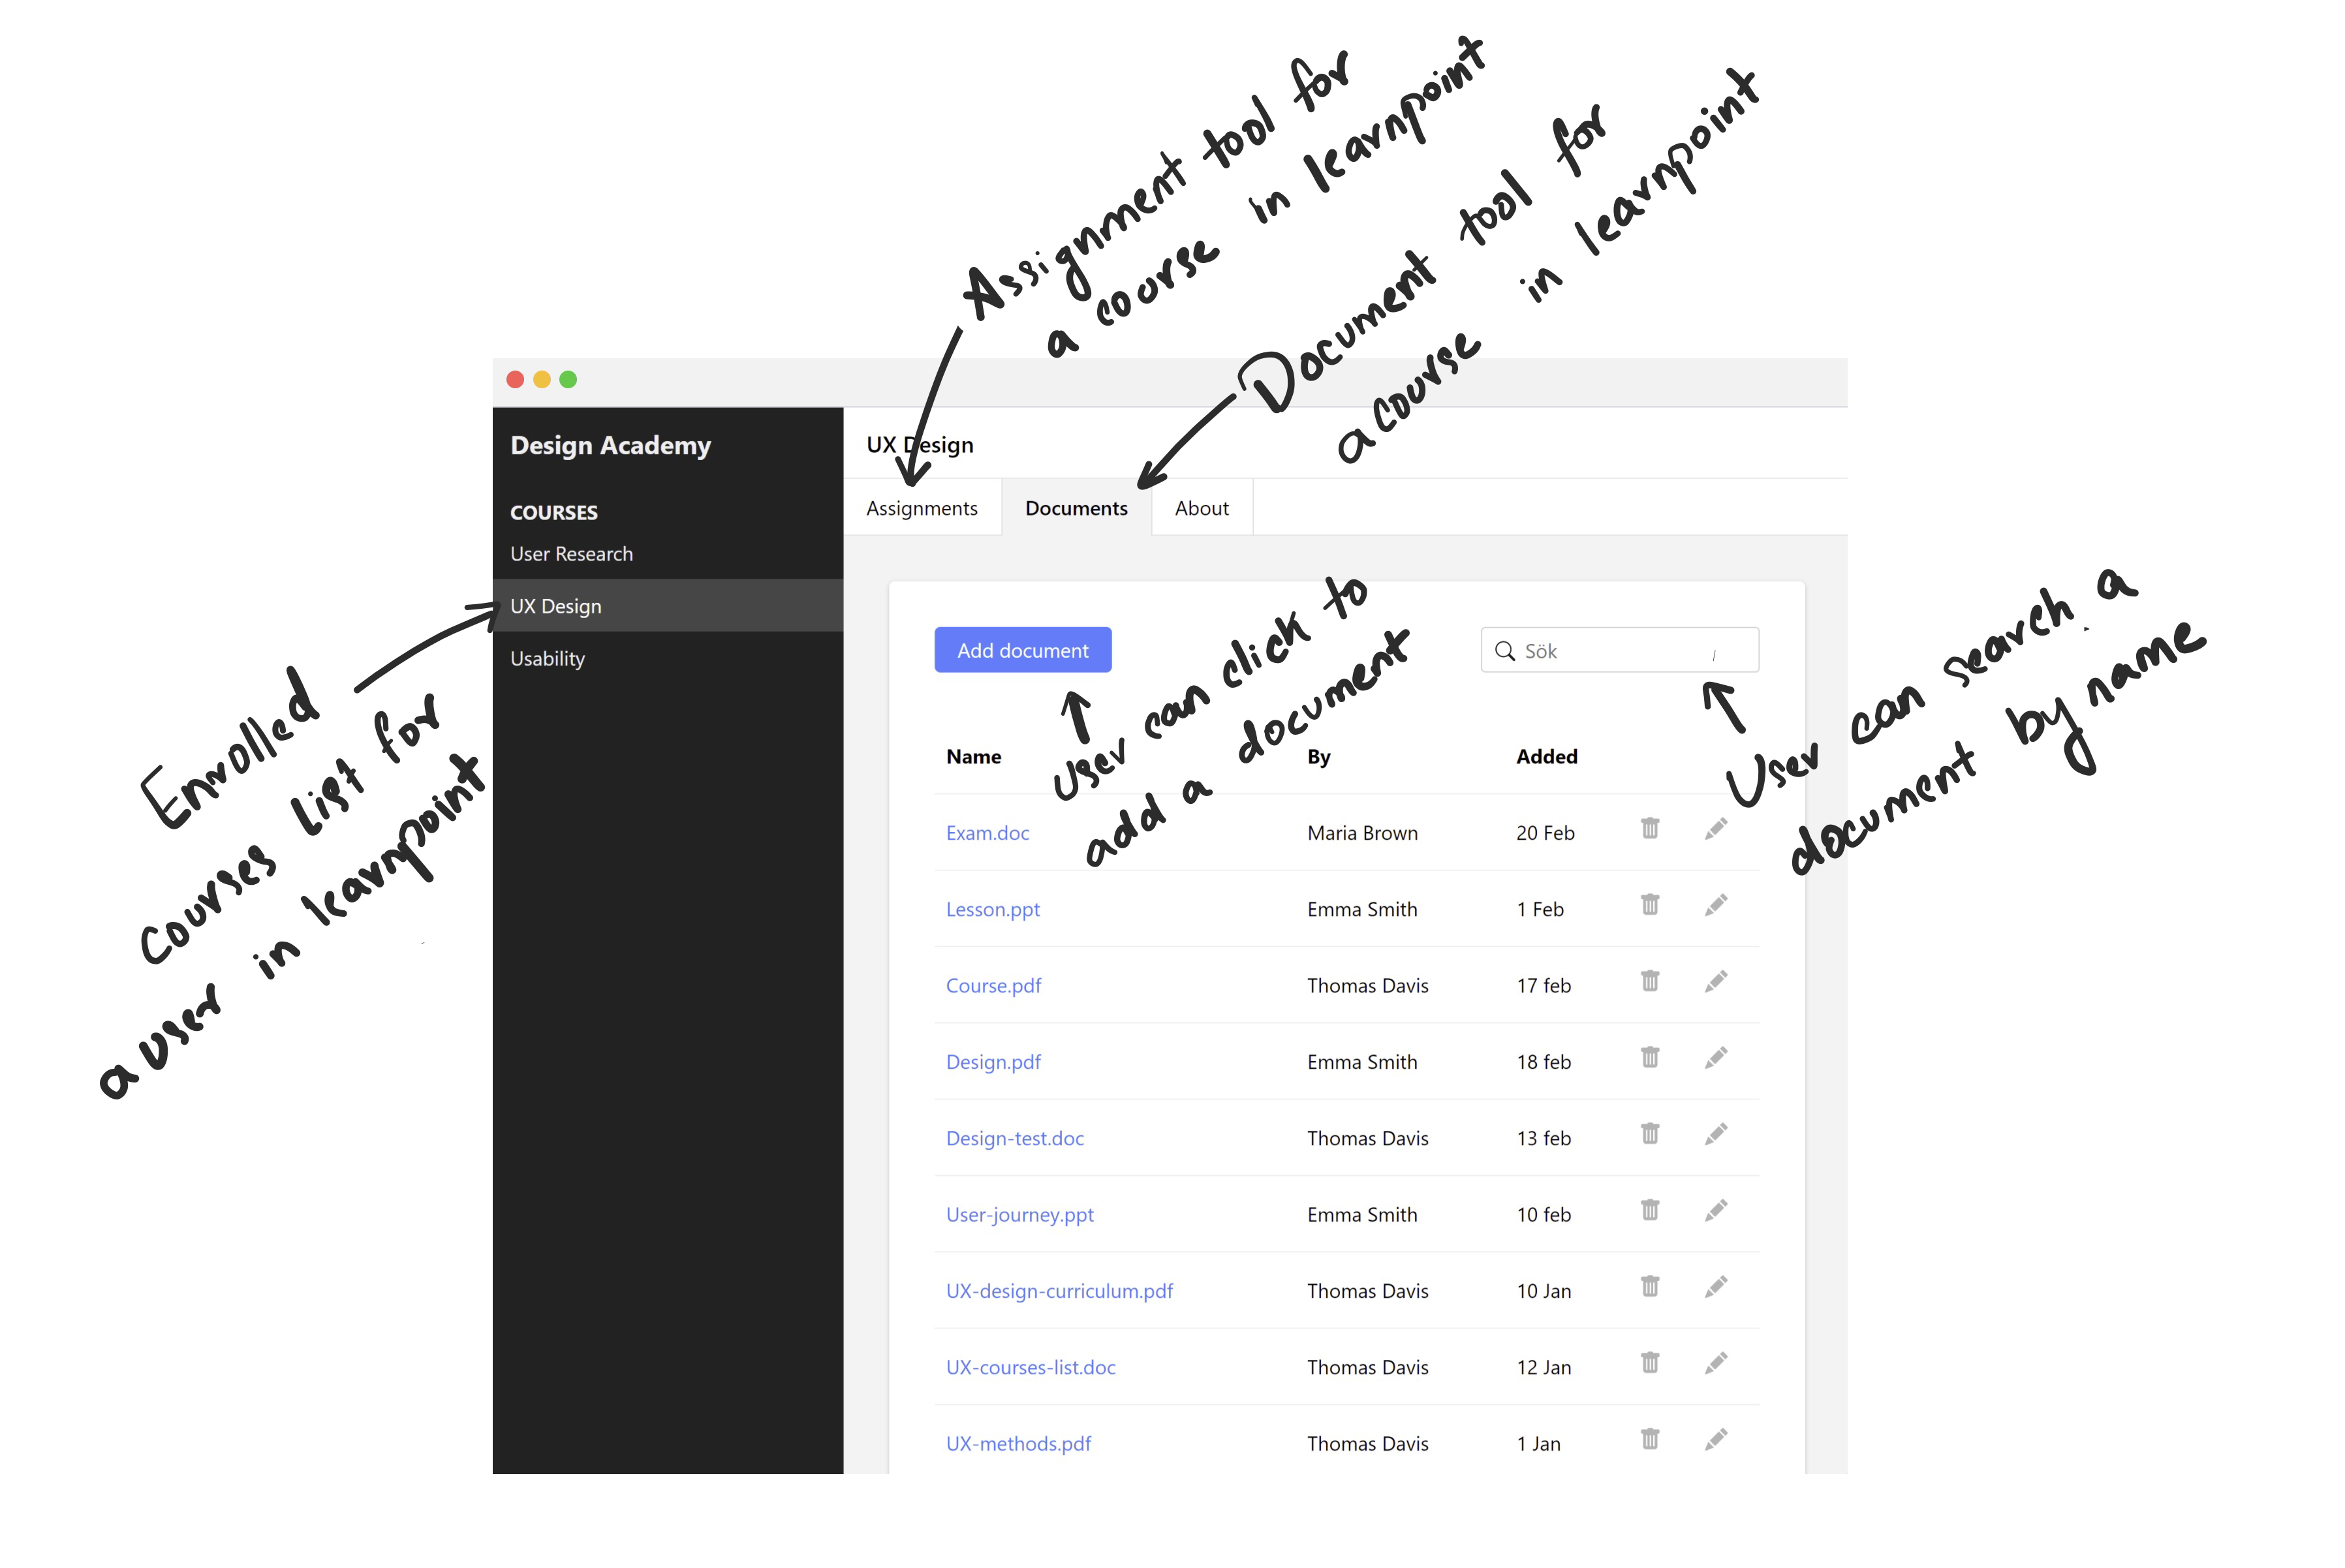 Assignment tool for
a course in learnpoint
Document tool for
a course in learnpoint
Design Academy
COURSES
User Research
UX Design
Usability
Enrolled
courses list for
a user in learnpoint
UX Design
Assignments Documents About
Add document
Sök
User can click to
add a document
User can search a
document by name
Name By Added
Exam.doc Maria Brown 20 Feb
Lesson.ppt Emma Smith 1 Feb
Course.pdf Thomas Davis 17 feb
Design.pdf Emma Smith 18 feb
Design-test.doc Thomas Davis 13 feb
User-journey.ppt Emma Smith 10 feb
UX-design-curriculum.pdf Thomas Davis 10 Jan
UX-courses-list.doc Thomas Davis 12 Jan
UX-methods.pdf Thomas Davis 1 Jan